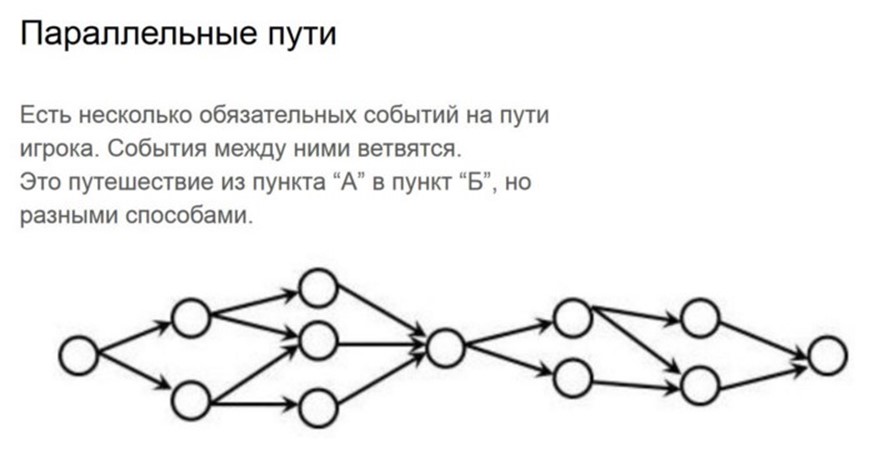 Параллельные пути
Есть несколько обязательных событий на пути
игрока. События между ними ветвятся.
Это путешествие из пункта “А” в пункт “Б”, но
разными способами.